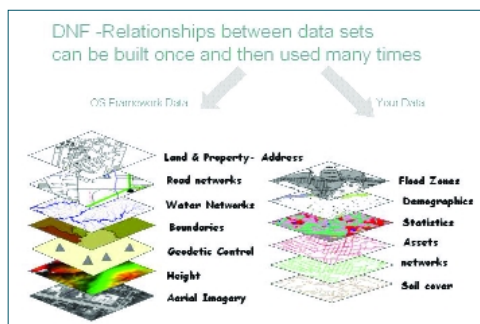 DNF -Relationships between data sets
can be built once and then used many times
OS Framework Data
Your Data
Land & Property- Address
Road networks
Water Networks
Boundaries
Geodetic Control
Height
Aerial Imagary
Flood Zones
Demographics
Statistics
Assets
networks
Soil cover